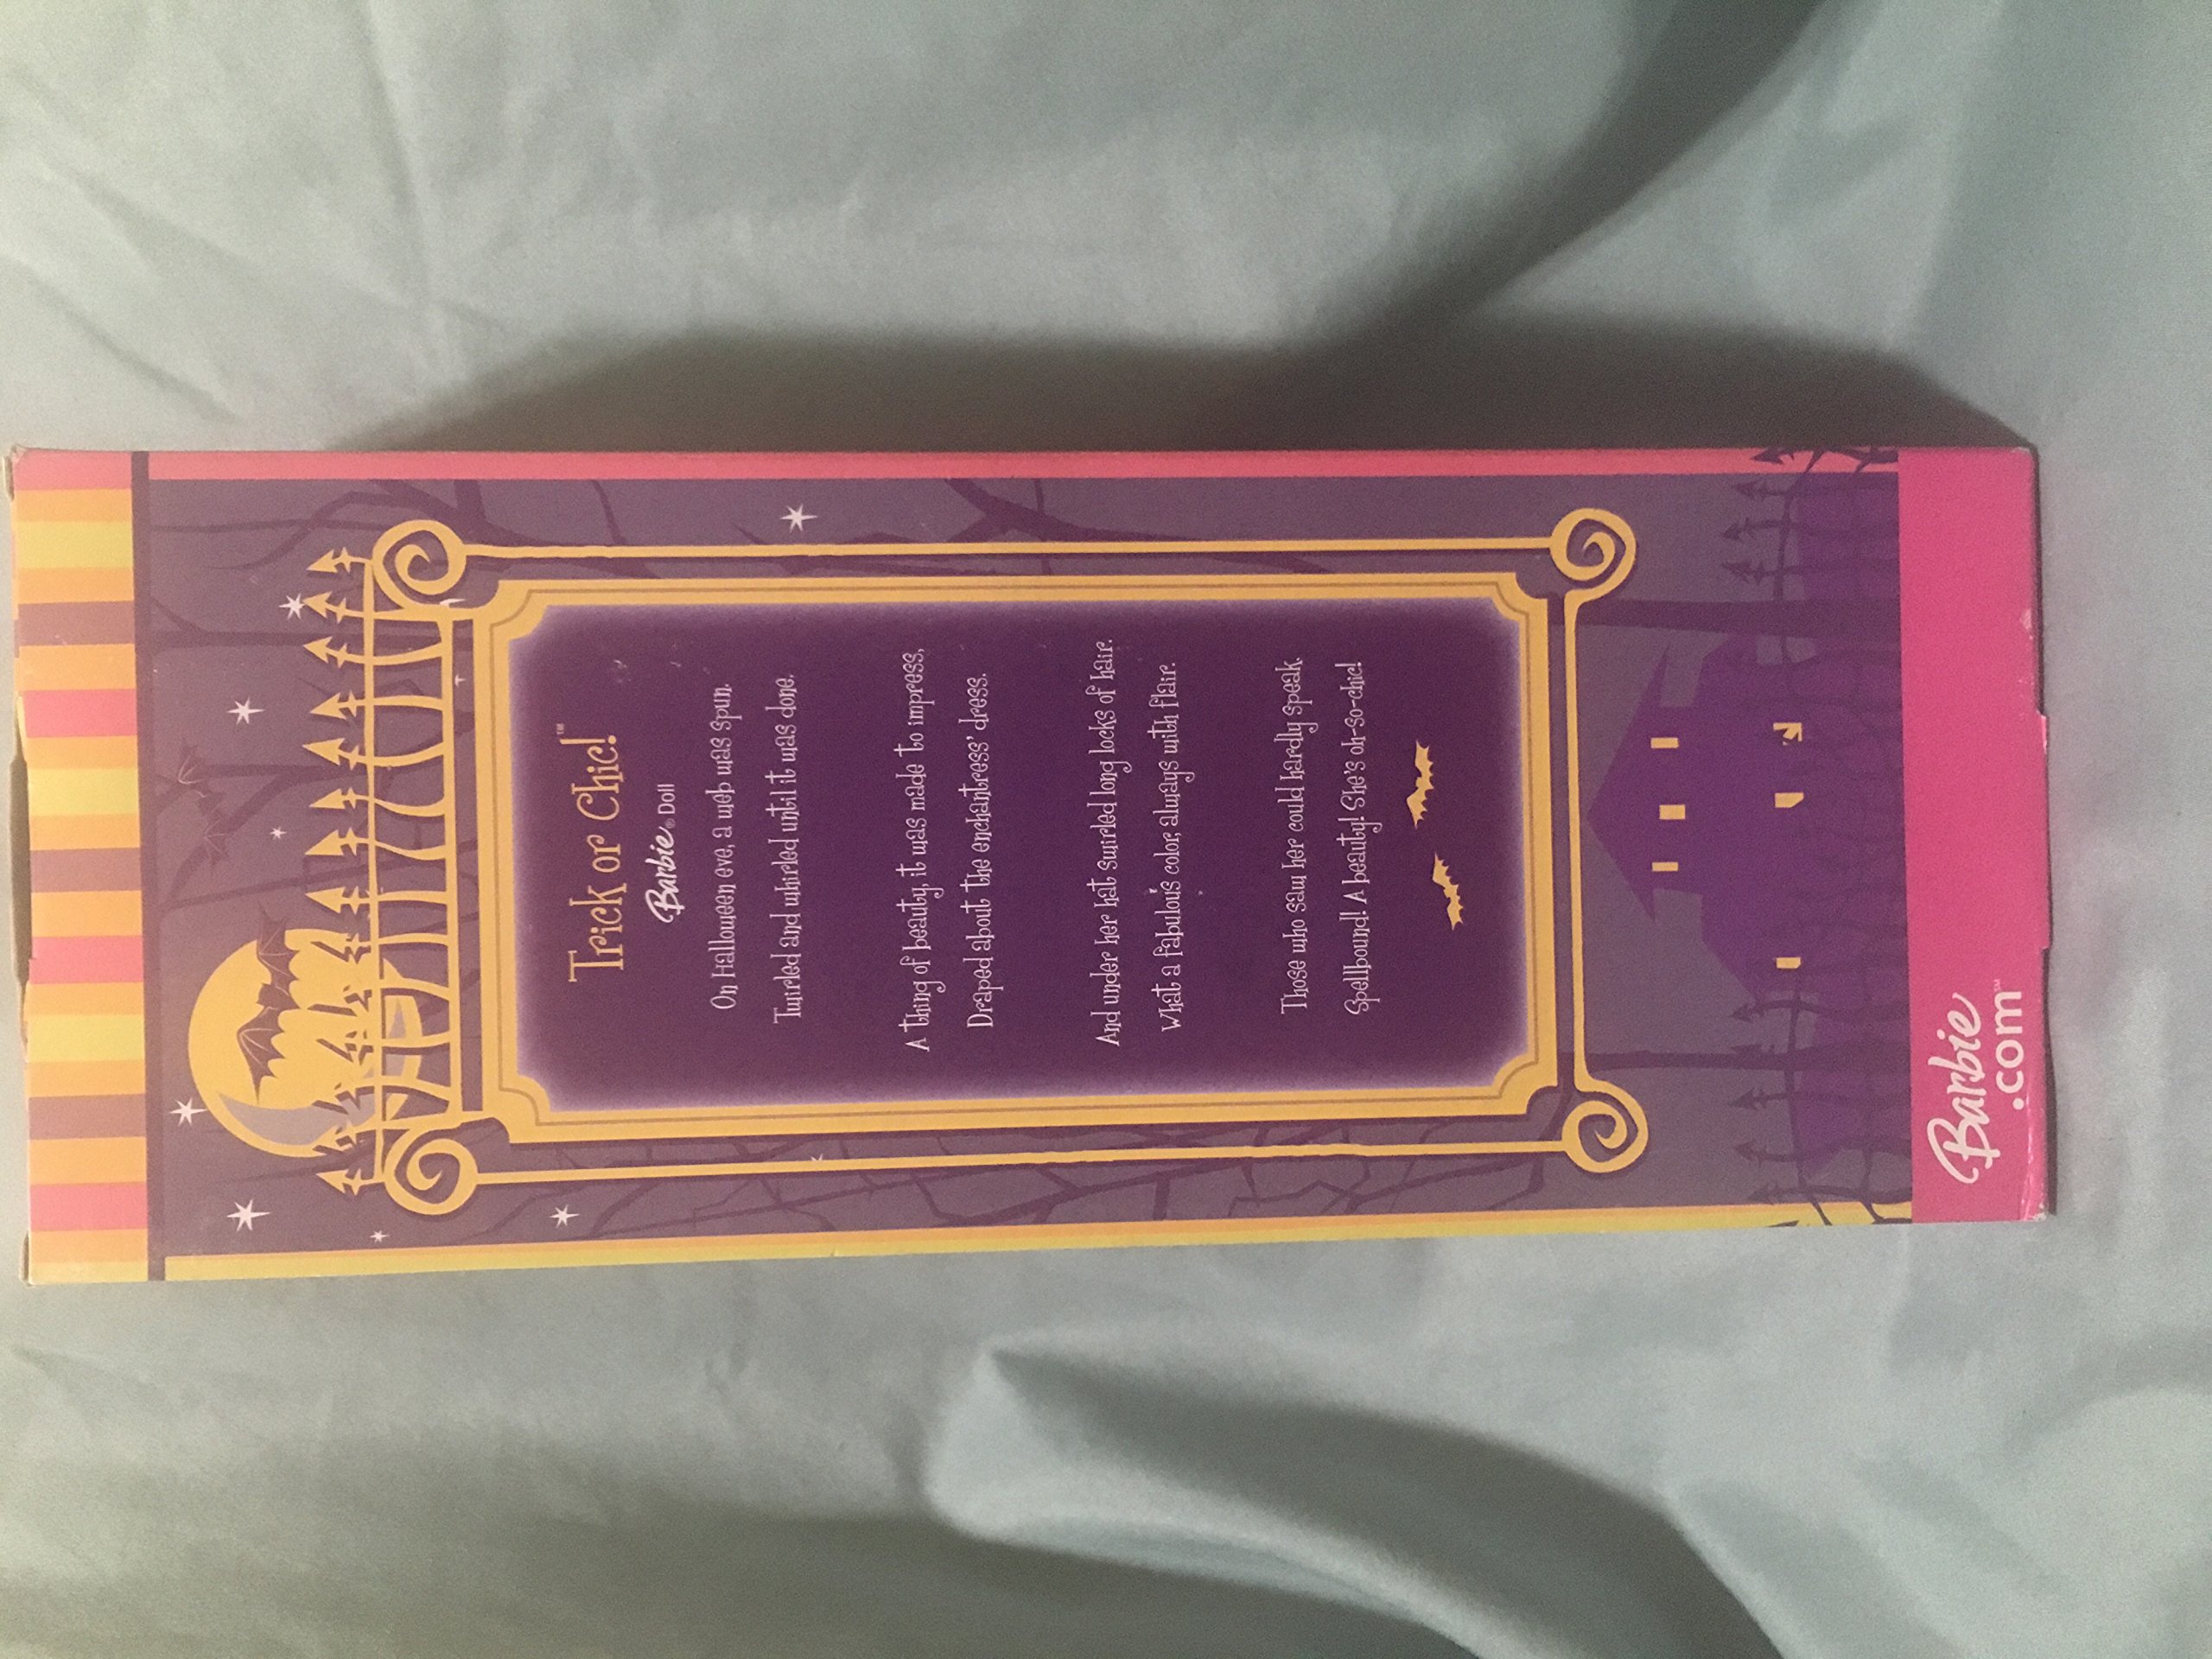 Trick or Chic!™
Barbie® Doll
On Halloween eve, a web was spun.
Twirled and whirled until it was done.
A thing of beauty, it was made to impress,
Draped about the enchantress' dress.
And under her hat swirled long locks of hair.
What a fabulous color, always with flair.
Those who saw her could hardly speak.
Spellbound! A beauty! She's oh-so-chic!
Barbie
.com℠